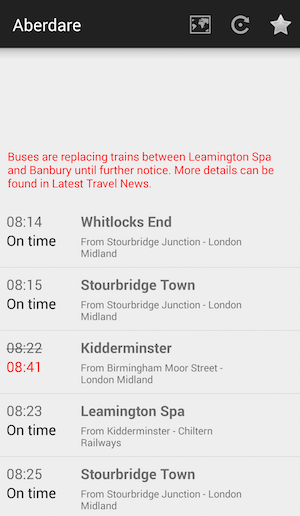 Aberdare
Buses are replacing trains between Leamington Spa
and Banbury until further notice. More details can be
found in Latest Travel News.
08:14 Whitlocks End
On time From Stourbridge Junction - London
Midland
08:15 Stourbridge Town
On time From Stourbridge Junction - London
Midland
08:22 Kidderminster
08:41 From Birmingham Moor Street -
London Midland
08:23 Leamington Spa
On time From Kidderminster - Chiltern
Railways
08:25 Stourbridge Town
On time From Stourbridge Junction - London
Midland